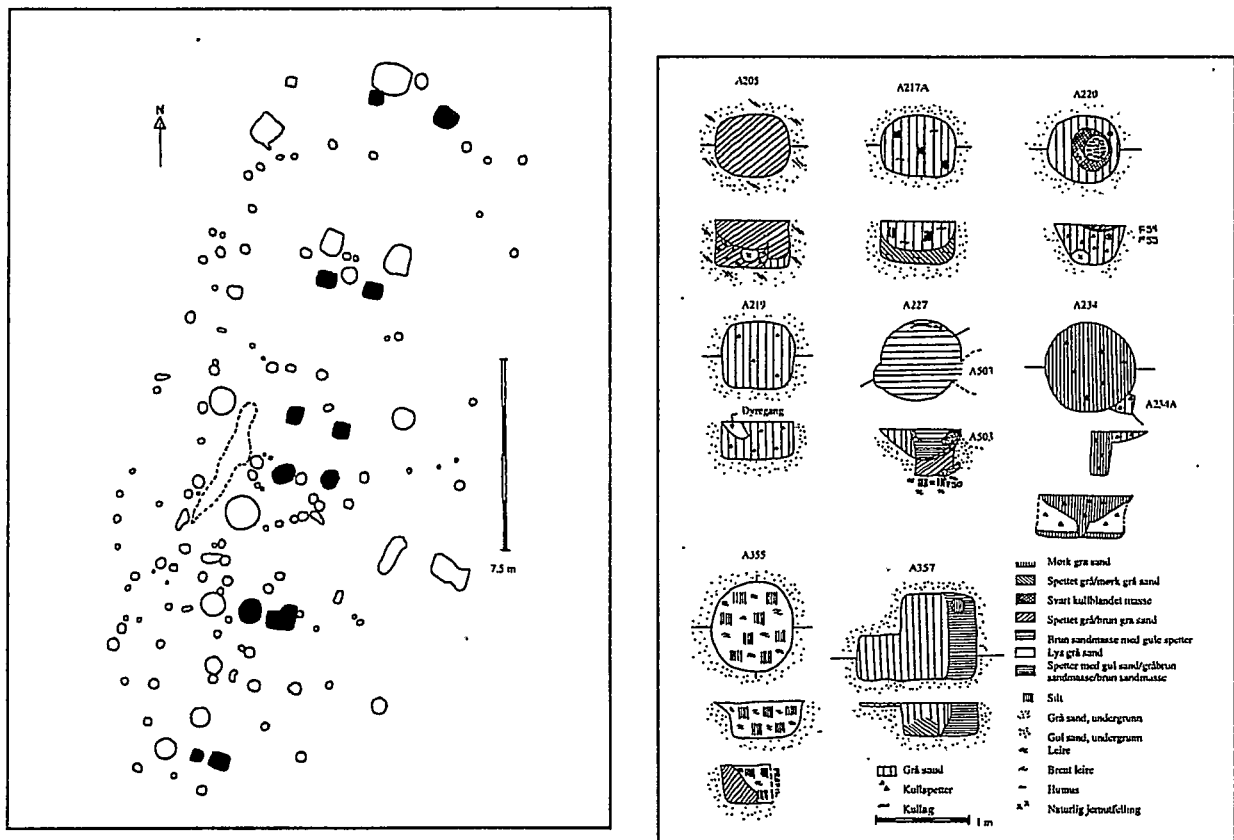 N
7.5 m
A205
A217A
A220
A219
A227
A234
A503
A234A
Dyregang
A503
A355
A357
Mørk grå sand
Spettet grå/mørk grå sand
Svart kullblandet masse
Spettet grå/brun grå sand
Brun sandmasse med gule spetter
Lys grå sand
Spetter med gul sand/gråbrun
sandmasse/brun sandmasse
Silt
Grå sand, undergrunn
Gul sand, undergrunn
Leire
Brent leire
Humus
Naturlig jernutfelling
Grå sand
Kullspetter
Kullag
1 m